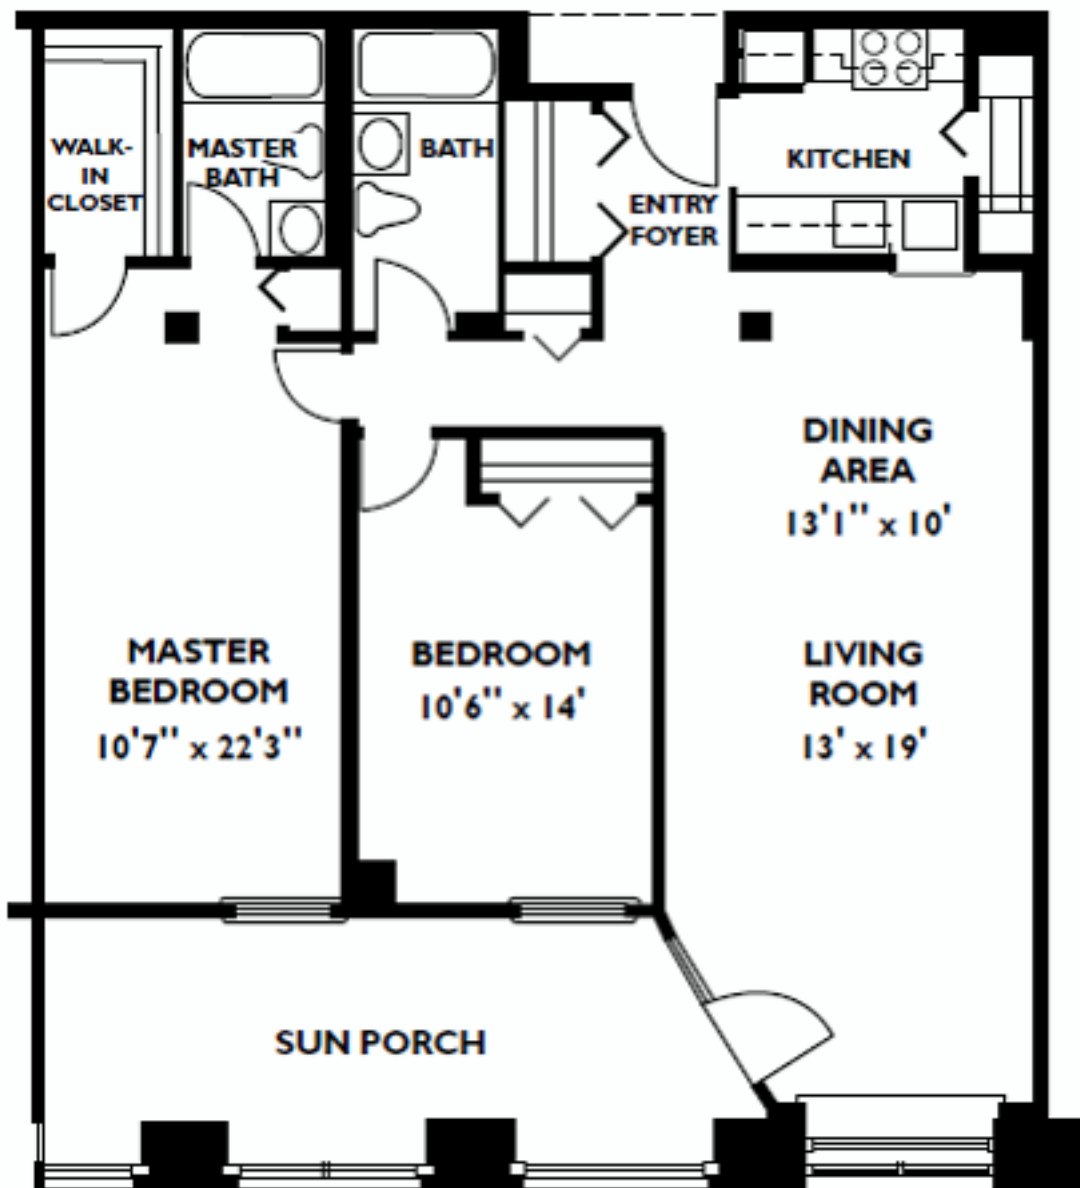 WALK-
IN
CLOSET
MASTER
BATH
BATH
ENTRY
FOYER
KITCHEN
DINING
AREA
13'1" x 10'
MASTER
BEDROOM
10'7" x 22'3"
BEDROOM
10'6" x 14'
LIVING
ROOM
13' x 19'
SUN PORCH